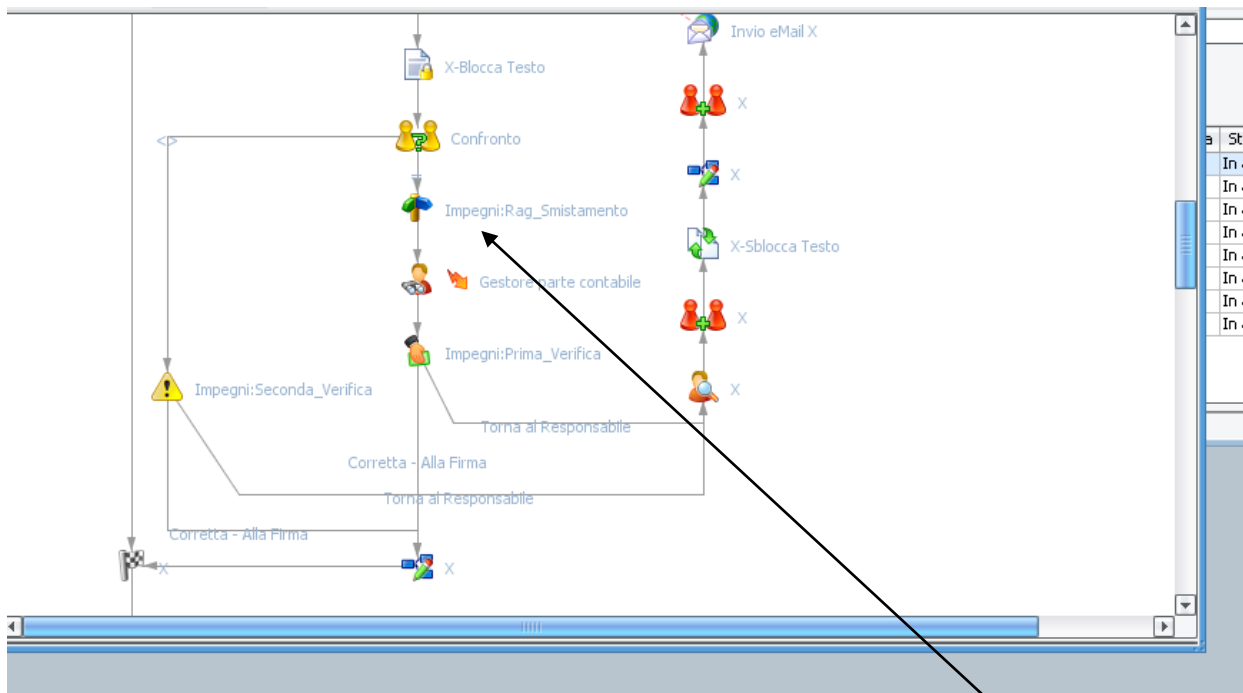 Invio eMail X
X-Blocca Testo
X
<>
Confronto
=
X
Impegni:Rag_Smistamento
X-Sblocca Testo
Gestore parte contabile
X
Impegni:Prima_Verifica
Impegni:Seconda_Verifica
X
Torna al Responsabile
Corretta - Alla Firma
Torna al Responsabile
Corretta - Alla Firma
X
X
a
St
In
In
In
In
In
In
In
In